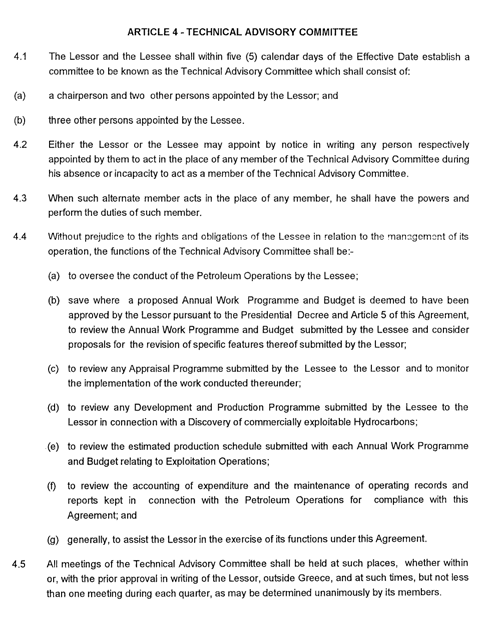 ARTICLE 4 - TECHNICAL ADVISORY COMMITTEE
4.1 The Lessor and the Lessee shall within five (5) calendar days of the Effective Date establish a
committee to be known as the Technical Advisory Committee which shall consist of:
(a) a chairperson and two other persons appointed by the Lessor; and
(b) three other persons appointed by the Lessee.
4.2 Either the Lessor or the Lessee may appoint by notice in writing any person respectively
appointed by them to act in the place of any member of the Technical Advisory Committee during
his absence or incapacity to act as a member of the Technical Advisory Committee.
4.3 When such alternate member acts in the place of any member, he shall have the powers and
perform the duties of such member.
4.4 Without prejudice to the rights and obligations of the Lessee in relation to the management of its
operation, the functions of the Technical Advisory Committee shall be:-
(a) to oversee the conduct of the Petroleum Operations by the Lessee;
(b) save where a proposed Annual Work Programme and Budget is deemed to have been
approved by the Lessor pursuant to the Presidential Decree and Article 5 of this Agreement,
to review the Annual Work Programme and Budget submitted by the Lessee and consider
proposals for the revision of specific features thereof submitted by the Lessor;
(c) to review any Appraisal Programme submitted by the Lessee to the Lessor and to monitor
the implementation of the work conducted thereunder;
(d) to review any Development and Production Programme submitted by the Lessee to the
Lessor in connection with a Discovery of commercially exploitable Hydrocarbons;
(e) to review the estimated production schedule submitted with each Annual Work Programme
and Budget relating to Exploitation Operations;
(f) to review the accounting of expenditure and the maintenance of operating records and
reports kept in connection with the Petroleum Operations for compliance with this
Agreement; and
(g) generally, to assist the Lessor in the exercise of its functions under this Agreement.
4.5 All meetings of the Technical Advisory Committee shall be held at such places, whether within
or, with the prior approval in writing of the Lessor, outside Greece, and at such times, but not less
than one meeting during each quarter, as may be determined unanimously by its members.